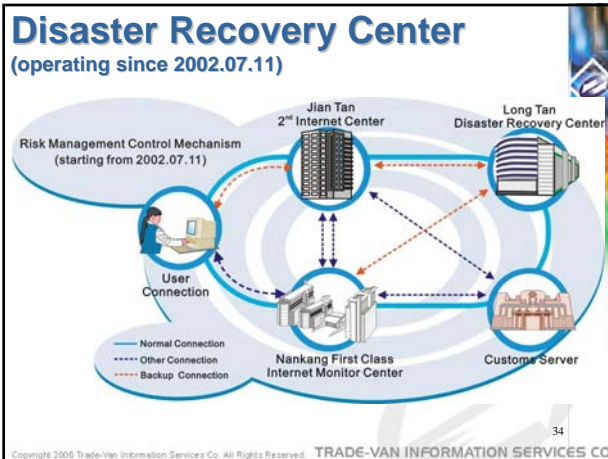 Disaster Recovery Center
(operating since 2002.07.11)
Jian Tan
2nd Internet Center
Long Tan
Disaster Recovery Center
Risk Management Control Mechanism
(starting from 2002.07.11)
User
Connection
Normal Connection
Other Connection
Backup Connection
Nankang First Class
Internet Monitor Center
Customs Server
34
Copyright 2006 Trade-Van Information Services Co. All Rights Reserved.
TRADE-VAN INFORMATION SERVICES CO